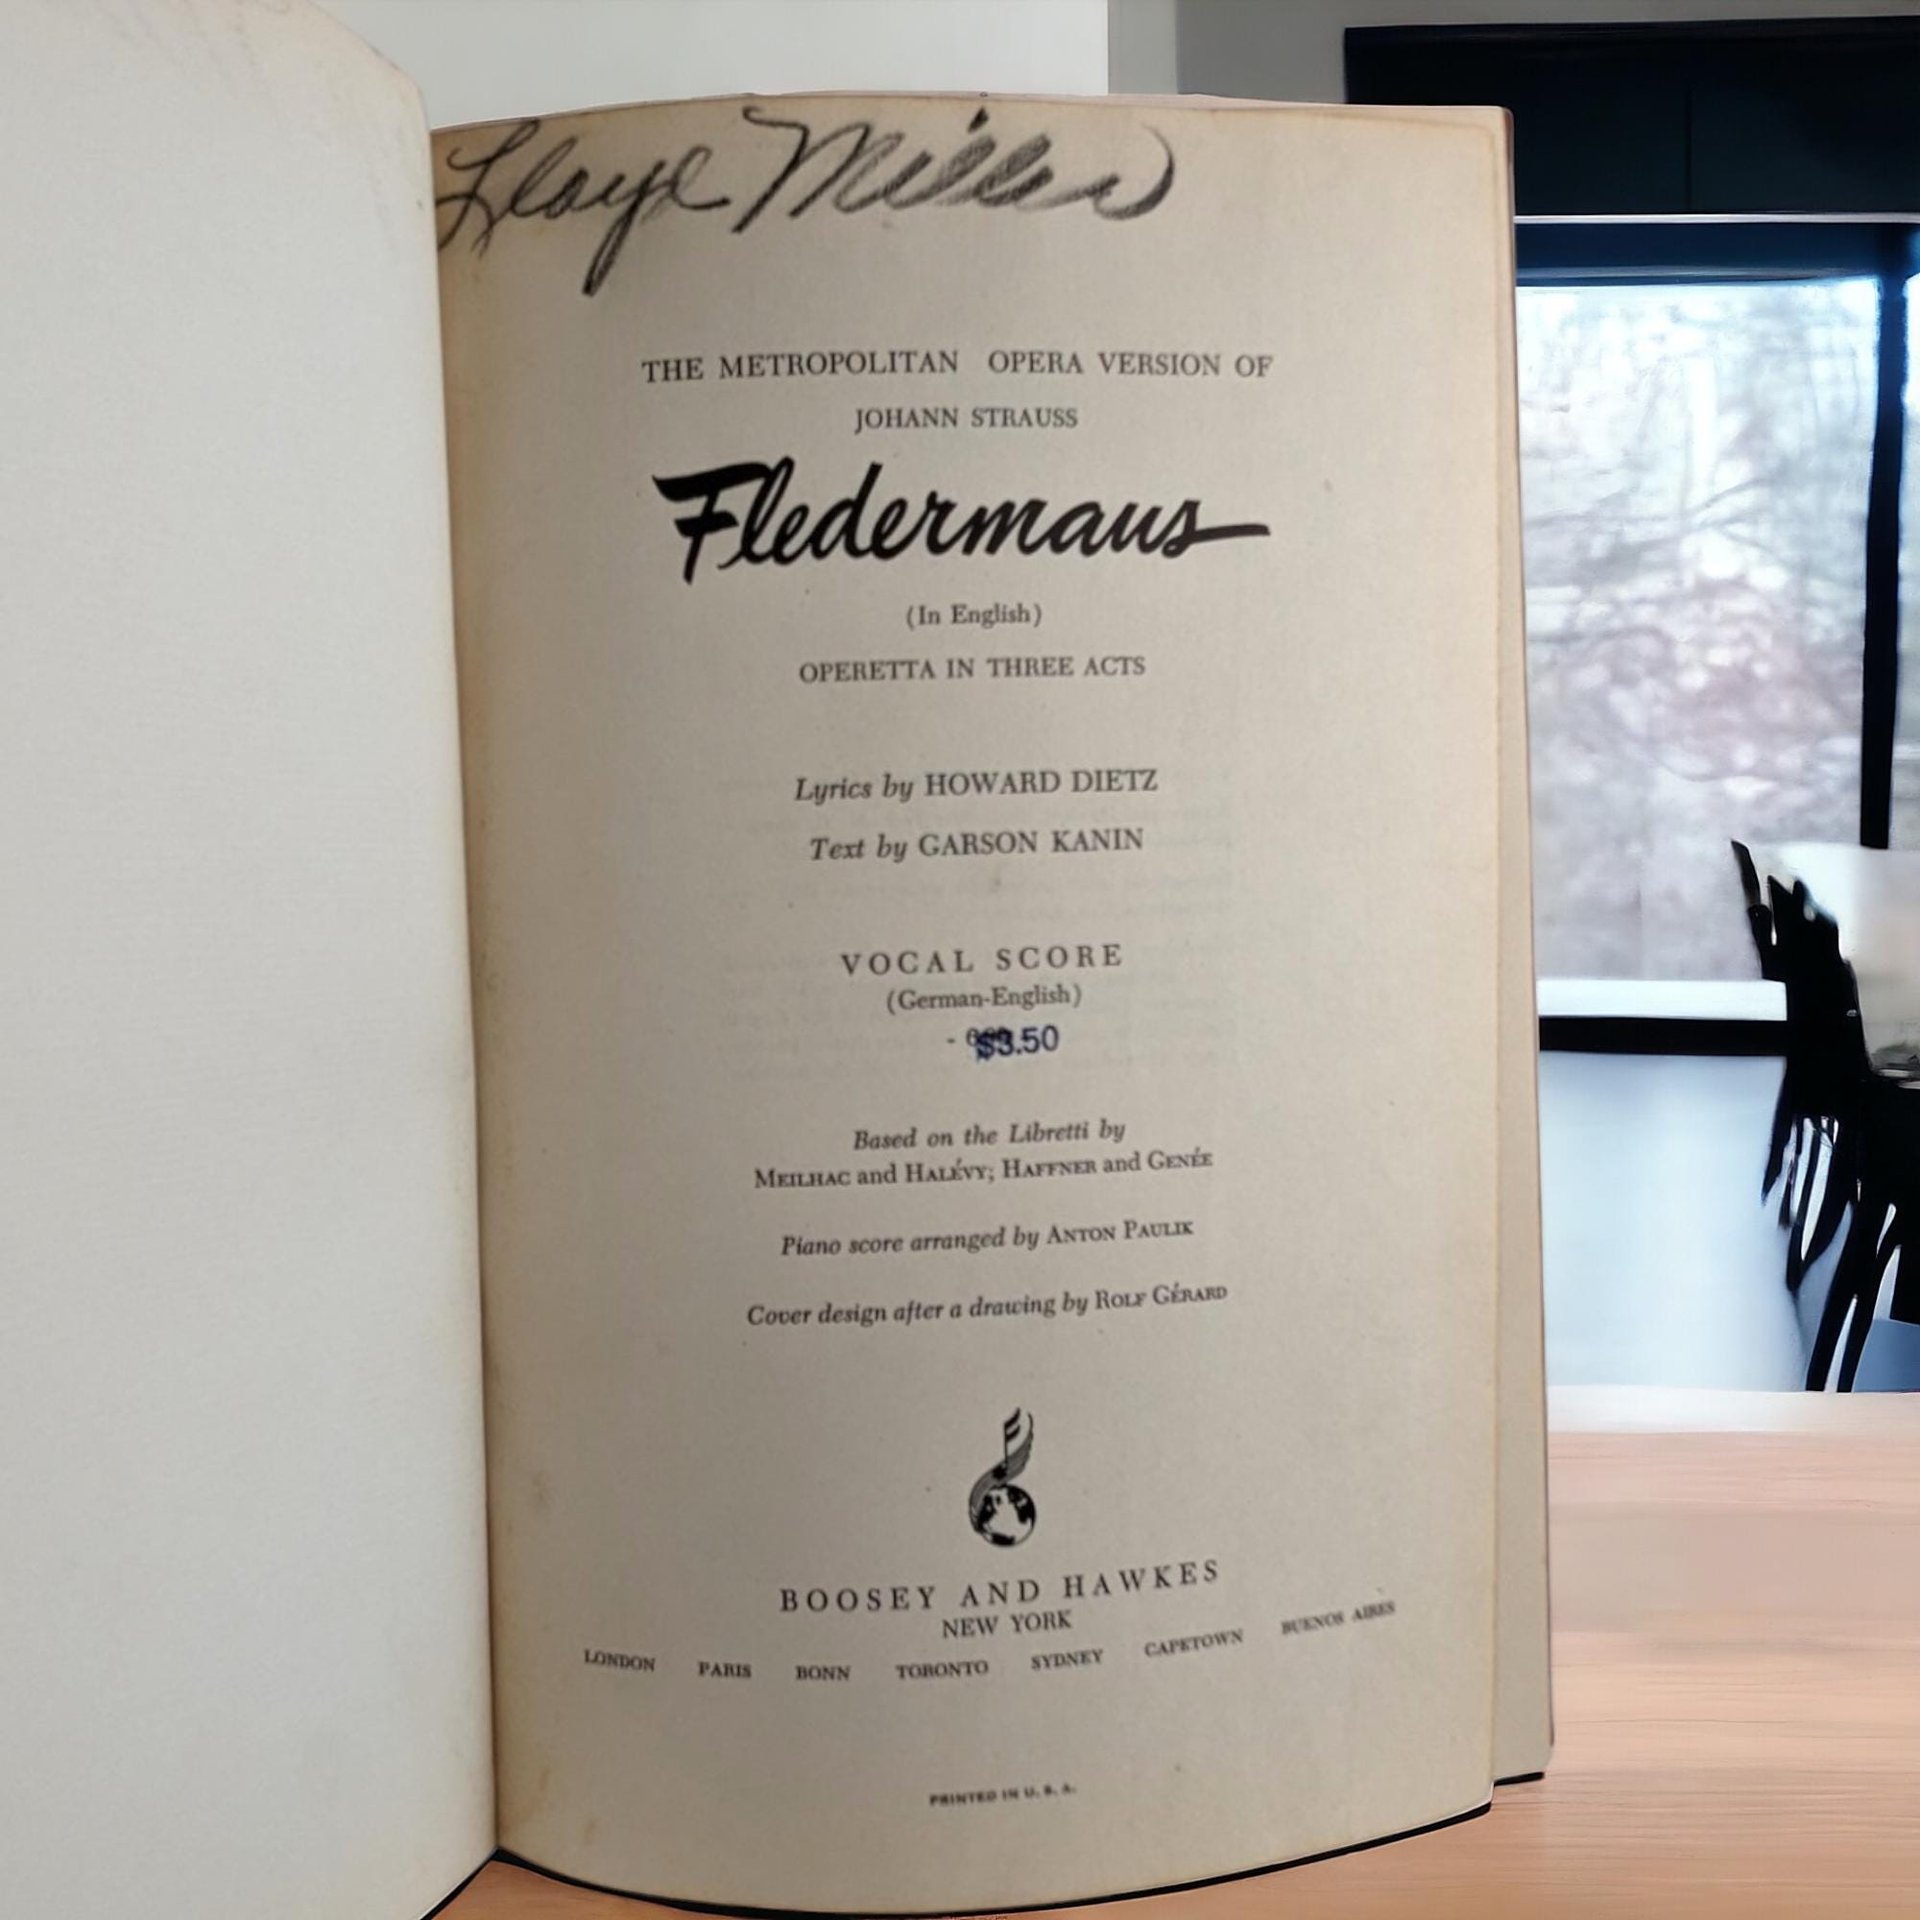 Lloyd Miller
THE METROPOLITAN OPERA VERSION OF
JOHANN STRAUSS
Fledermaus
(In English)
OPERETTA IN THREE ACTS
Lyrics by HOWARD DIETZ
Text by GARSON KANIN
VOCAL SCORE
(German-English)
$3.50
Based on the Libretti by
MEILHAC and HALÉVY; HAFFNER and GENÉE
Piano score arranged by ANTON PAULIK
Cover design after a drawing by ROLF GÉRARD
BOOSEY AND HAWKES
NEW YORK
LONDON PARIS BONN TORONTO SYDNEY CAPETOWN BUENOS AIRES
PRINTED IN U. S. A.